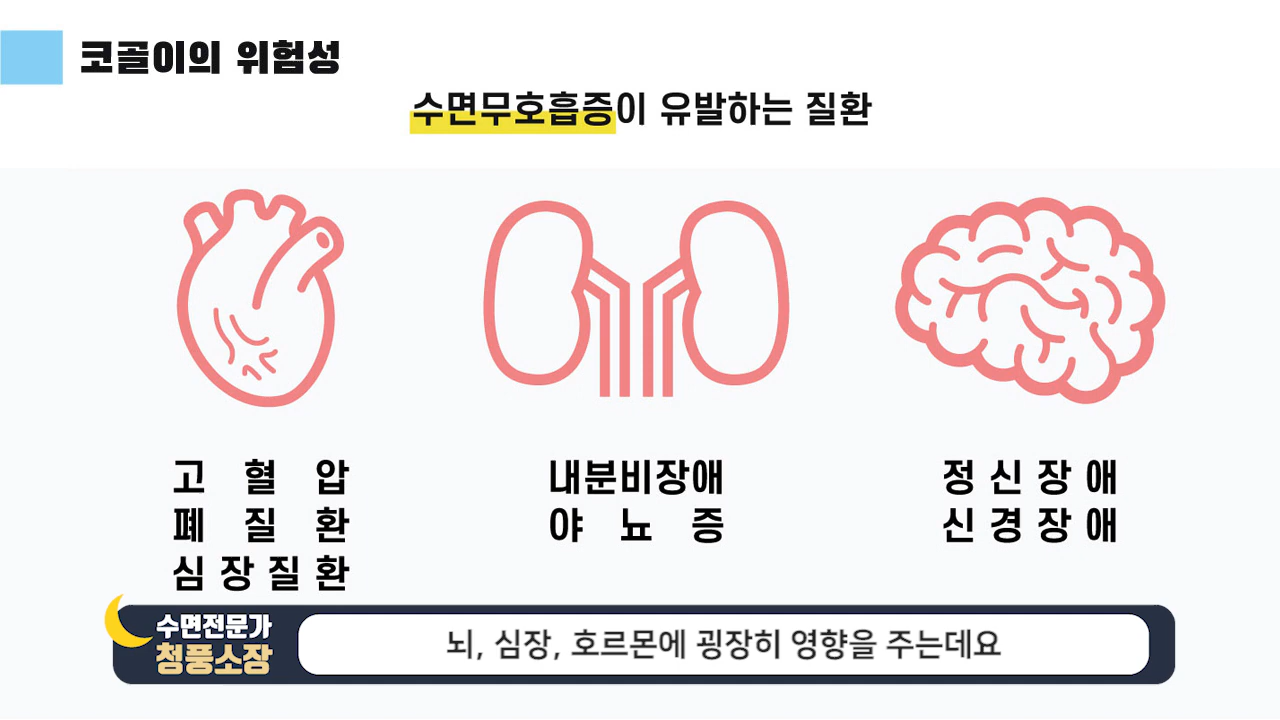 코골이의 위험성
수면무호흡증이 유발하는 질환
고혈압
폐질환
심장질환
내분비장애
야뇨증
정신장애
신경장애
수면전문가
청풍소장
뇌, 심장, 호르몬에 굉장히 영향을 주는데요